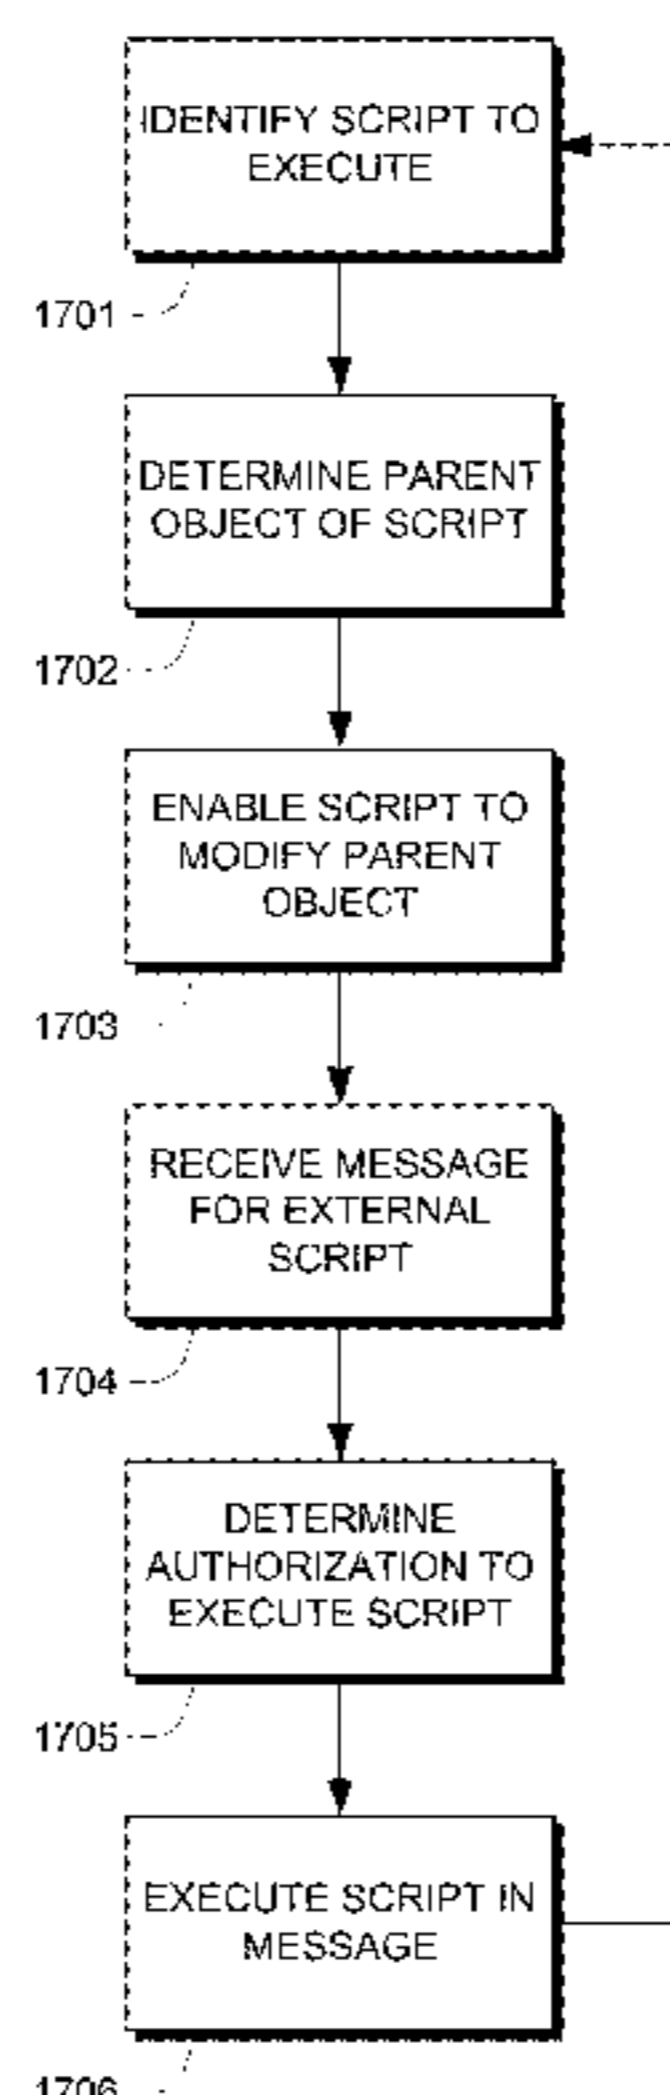 IDENTIFY SCRIPT TO
EXECUTE
1701
DETERMINE PARENT
OBJECT OF SCRIPT
1702
ENABLE SCRIPT TO
MODIFY PARENT
OBJECT
1703
RECEIVE MESSAGE
FOR EXTERNAL
SCRIPT
1704
DETERMINE
AUTHORIZATION TO
EXECUTE SCRIPT
1705
EXECUTE SCRIPT IN
MESSAGE
1706